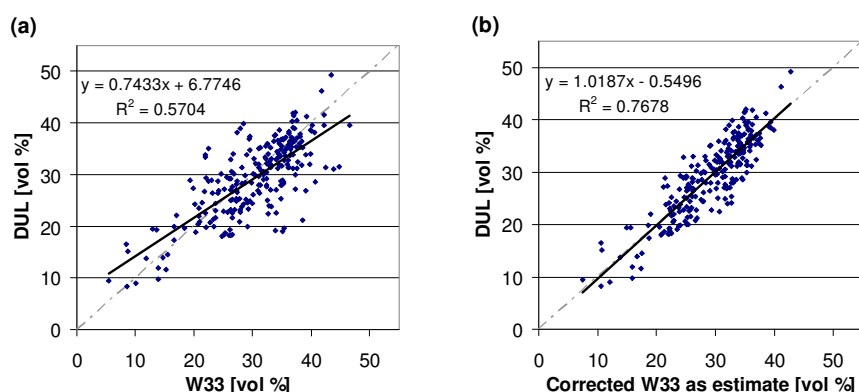 (a)
DUL [vol %]
50
40
30
20
10
0
y = 0.7433x + 6.7746
R² = 0.5704
0 10 20 30 40 50
W33 [vol %]
(b)
DUL [vol %]
50
40
30
20
10
0
y = 1.0187x - 0.5496
R² = 0.7678
0 10 20 30 40 50
Corrected W33 as estimate [vol %]